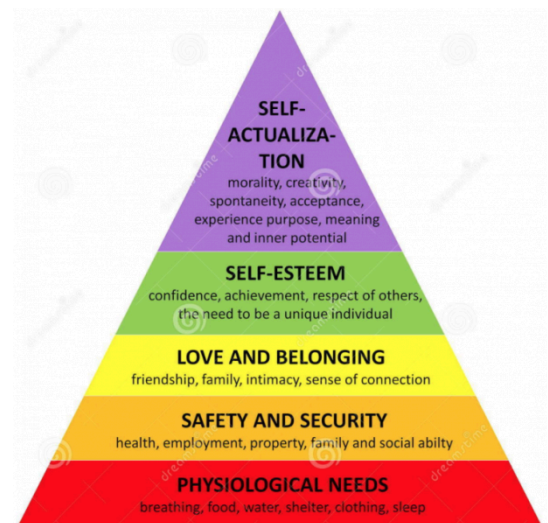 SELF-
ACTUALIZA-
TION
morality, creativity,
spontaneity, acceptance,
experience purpose, meaning
and inner potential
SELF-ESTEEM
confidence, achievement, respect of others,
the need to be a unique individual
LOVE AND BELONGING
friendship, family, intimacy, sense of connection
SAFETY AND SECURITY
health, employment, property, family and social abilty
PHYSIOLOGICAL NEEDS
breathing, food, water, shelter, clothing, sleep
dreamstime